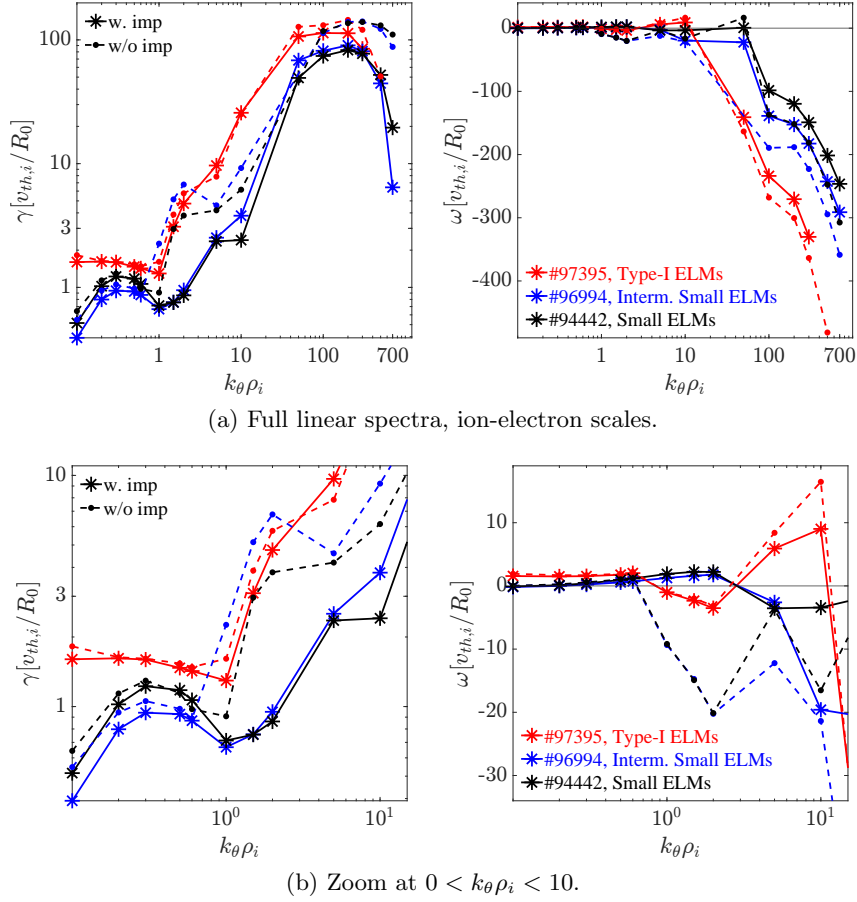 100
10
3
1
γ[v_{th,i}/R_0]
w. imp
w/o imp
1
10
100
700
k_θρ_i
0
-100
-200
-300
-400
ω[v_{th,i}/R_0]
#97395, Type-I ELMs
#96994, Interm. Small ELMs
#94442, Small ELMs
1
10
100
700
k_θρ_i
(a) Full linear spectra, ion-electron scales.
10
3
1
γ[v_{th,i}/R_0]
w. imp
w/o imp
10^0
10^1
k_θρ_i
10
0
-10
-20
-30
ω[v_{th,i}/R_0]
#97395, Type-I ELMs
#96994, Interm. Small ELMs
#94442, Small ELMs
10^0
10^1
k_θρ_i
(b) Zoom at 0 < k_θρ_i < 10.